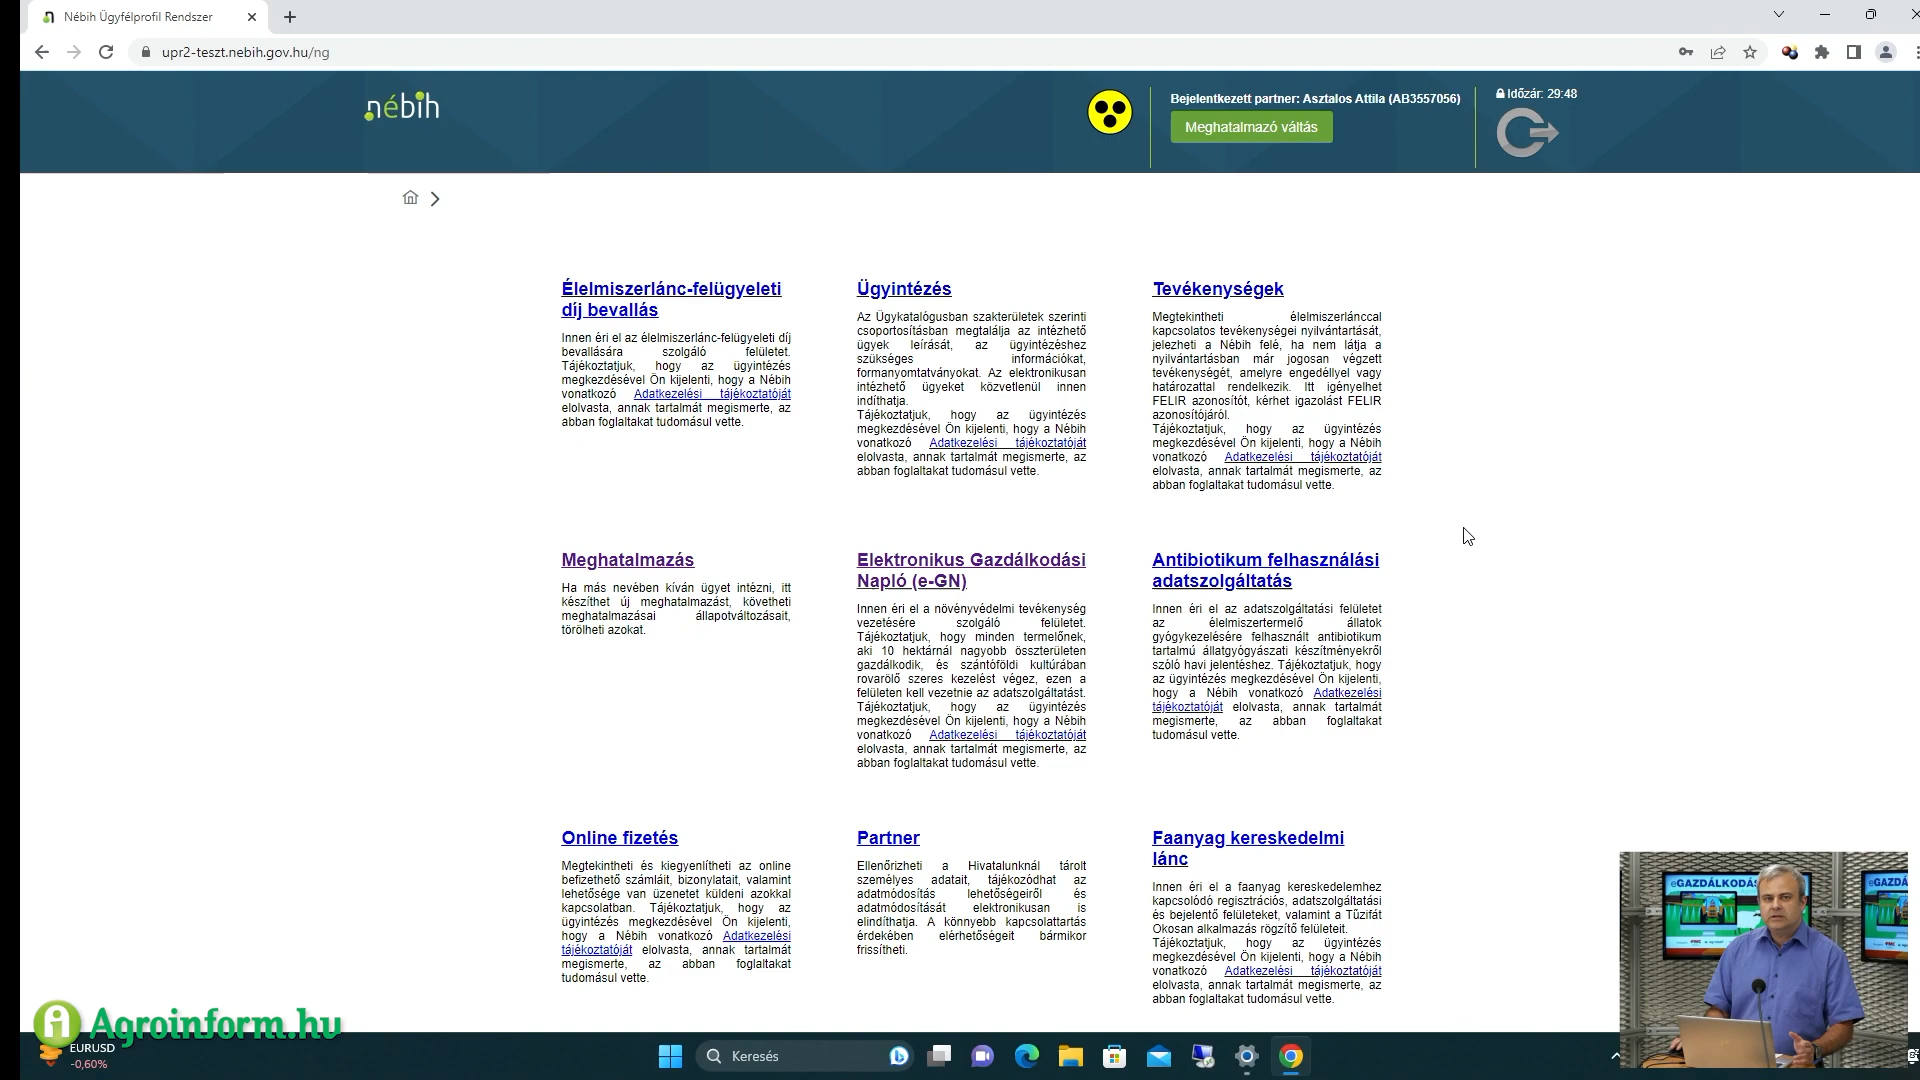 Nébih Ügyfélprofil Rendszer
upr2-teszt.nebih.gov.hu/ng
nébih
Bejelentkezett partner: Asztalos Attila (AB3557056)
Meghatalmazó váltás
Időzár: 29:48
Élelmiszerlánc-felügyeleti
díj bevallás
Innen éri el az élelmiszerlánc-felügyeleti díj
bevallására szolgáló felületet.
Tájékoztatjuk, hogy az ügyintézés
megkezdésével Ön kijelenti, hogy a Nébih
vonatkozó Adatkezelési tájékoztatóját
elolvasta, annak tartalmát megismerte, az
abban foglaltakat tudomásul vette.
Ügyintézés
Az Ügykatalógusban szakterületek szerinti
csoportosításban megtalálja az intézhető
ügyek leírását, az ügyintézéshez
szükséges információkat,
formanyomtatványokat. Az elektronikusan
intézhető ügyeket közvetlenül innen
indíthatja.
Tájékoztatjuk, hogy az ügyintézés
megkezdésével Ön kijelenti, hogy a Nébih
vonatkozó Adatkezelési tájékoztatóját
elolvasta, annak tartalmát megismerte, az
abban foglaltakat tudomásul vette.
Tevékenységek
Megtekintheti élelmiszerlánccal
kapcsolatos tevékenységei nyilvántartását,
jelezheti a Nébih felé, ha nem látja a
nyilvántartásban már jogosan végzett
tevékenységét, amelyre engedéllyel vagy
határozattal rendelkezik. Itt igényelhet
FELIR azonosítót, kérhet igazolást FELIR
azonosítójáról.
Tájékoztatjuk, hogy az ügyintézés
megkezdésével Ön kijelenti, hogy a Nébih
vonatkozó Adatkezelési tájékoztatóját
elolvasta, annak tartalmát megismerte, az
abban foglaltakat tudomásul vette.
Meghatalmazás
Ha más nevében kíván ügyet intézni, itt
készíthet új meghatalmazást, követheti
meghatalmazásai állapotváltozásait,
törölheti azokat.
Elektronikus Gazdálkodási
Napló (e-GN)
Innen éri el a növényvédelmi tevékenység
vezetésére szolgáló felületet.
Tájékoztatjuk, hogy minden termelőnek,
aki 10 hektárnál nagyobb összterületen
gazdálkodik, és szántóföldi kultúrában
rovarölő szeres kezelést végez, ezen a
felületen kell vezetnie az adatszolgáltatást.
Tájékoztatjuk, hogy az ügyintézés
megkezdésével Ön kijelenti, hogy a Nébih
vonatkozó Adatkezelési tájékoztatóját
elolvasta, annak tartalmát megismerte, az
abban foglaltakat tudomásul vette.
Antibiotikum felhasználási
adatszolgáltatás
Innen éri el az adatszolgáltatási felületet
az élelmiszertermelő állatok
gyógykezelésére felhasznált antibiotikum
tartalmú állatgyógyászati készítményekről
szóló havi jelentéshez. Tájékoztatjuk, hogy
az ügyintézés megkezdésével Ön kijelenti,
hogy a Nébih vonatkozó Adatkezelési
tájékoztatóját elolvasta, annak tartalmát
megismerte, az abban foglaltakat
tudomásul vette.
Online fizetés
Megtekintheti és kiegyenlítheti az online
befizethető számláit, bizonylatait, valamint
lehetősége van üzenetet küldeni azokkal
kapcsolatban. Tájékoztatjuk, hogy az
ügyintézés megkezdésével Ön kijelenti,
hogy a Nébih vonatkozó Adatkezelési
tájékoztatóját elolvasta, annak tartalmát
megismerte, az abban foglaltakat
tudomásul vette.
Partner
Ellenőrizheti a Hivatalunknál tárolt
személyes adatait, tájékozódhat az
adatmódosítás lehetőségeiről és
adatmódosítását elektronikusan is
elindíthatja. A könnyebb kapcsolattartás
érdekében elérhetőségeit bármikor
frissítheti.
Faanyag kereskedelmi
lánc
Innen éri el a faanyag kereskedelemhez
kapcsolódó regisztrációs, adatszolgáltatási
és bejelentő felületeket, valamint a Tűzifát
Okosan alkalmazás rögzítő felületeit.
Tájékoztatjuk, hogy az ügyintézés
megkezdésével Ön kijelenti, hogy a Nébih
vonatkozó Adatkezelési tájékoztatóját
elolvasta, annak tartalmát megismerte, az
abban foglaltakat tudomásul vette.
eGAZDÁLKODÁS
eGAZD
Agroinform.hu
EURUSD
-0,60%
Keresés